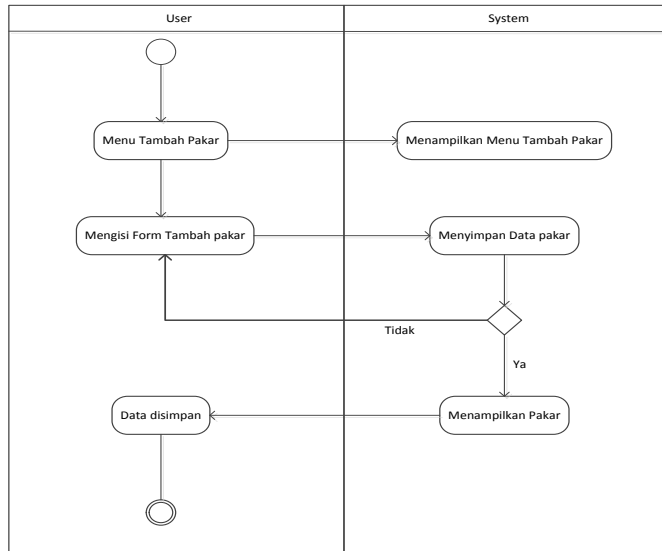 User
System
Menu Tambah Pakar
Menampilkan Menu Tambah Pakar
Mengisi Form Tambah pakar
Menyimpan Data pakar
Tidak
Ya
Data disimpan
Menampilkan Pakar